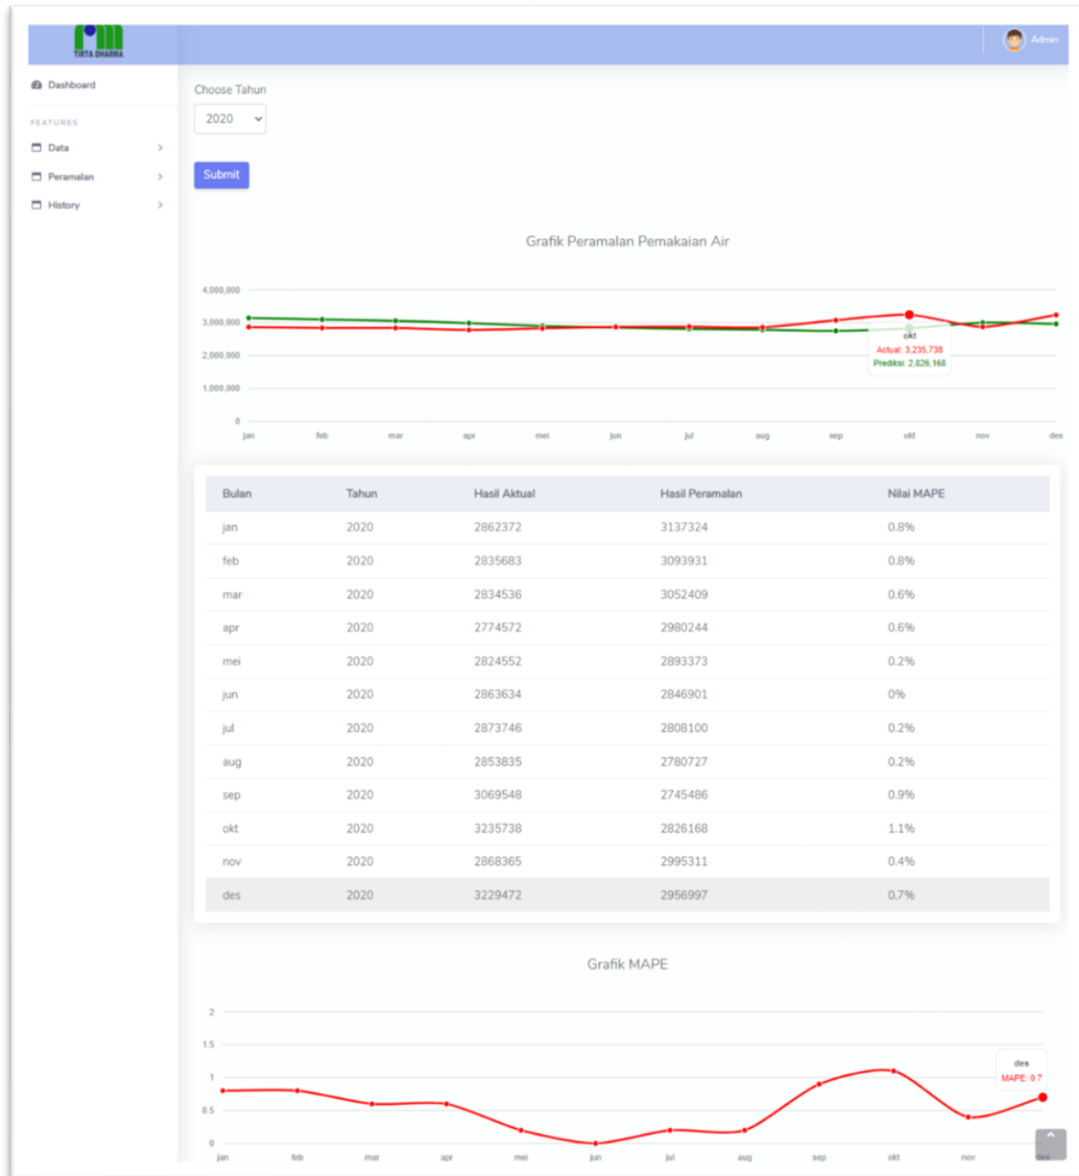 TIRTA DHARMA
Admin
Dashboard
FEATURES
Data
Peramalan
History
Choose Tahun
2020
Submit
Grafik Peramalan Pemakaian Air
4,000,000
3,000,000
2,000,000
1,000,000
0
okt
Actual: 3,235,738
Prediksi: 2,826,168
jan feb mar apr mei jun jul aug sep okt nov des
Bulan Tahun Hasil Aktual Hasil Peramalan Nilai MAPE
jan 2020 2862372 3137324 0.8%
feb 2020 2835683 3093931 0.8%
mar 2020 2834536 3052409 0.6%
apr 2020 2774572 2980244 0.6%
mei 2020 2824552 2893373 0.2%
jun 2020 2863634 2846901 0%
jul 2020 2873746 2808100 0.2%
aug 2020 2853835 2780727 0.2%
sep 2020 3069548 2745486 0.9%
okt 2020 3235738 2826168 1.1%
nov 2020 2868365 2995311 0.4%
des 2020 3229472 2956997 0.7%
Grafik MAPE
2
1.5
1
0.5
0
des
MAPE: 0.7
jan feb mar apr mei jun jul aug sep okt nov des